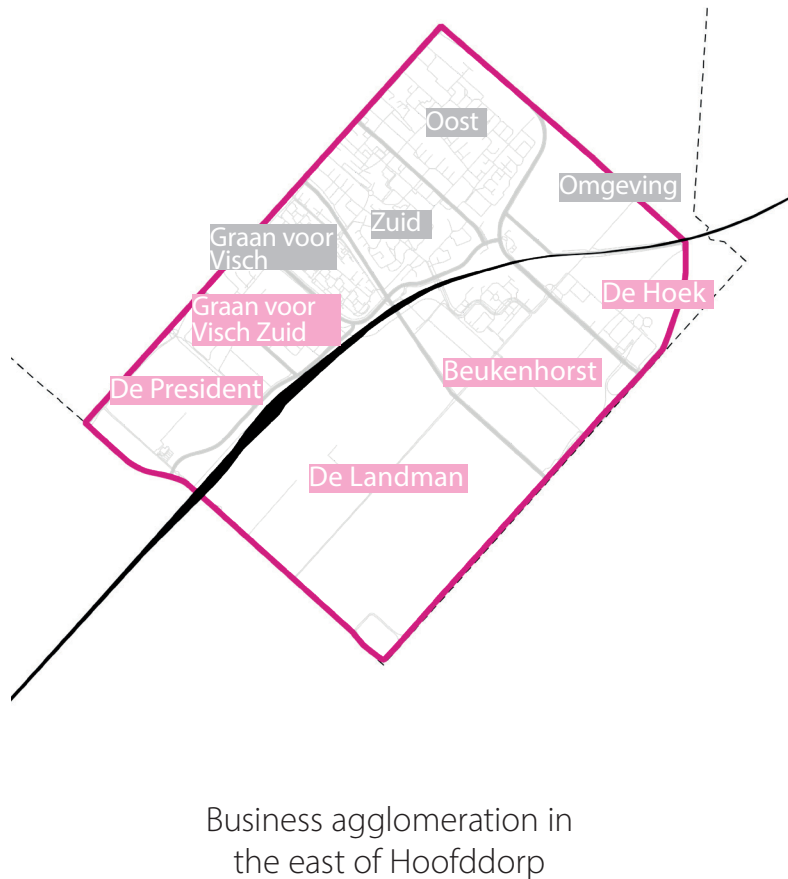 Oost
Omgeving
Zuid
Graan voor
Visch
De Hoek
Graan voor
Visch Zuid
Beukenhorst
De President
De Landman
Business agglomeration in
the east of Hoofddorp